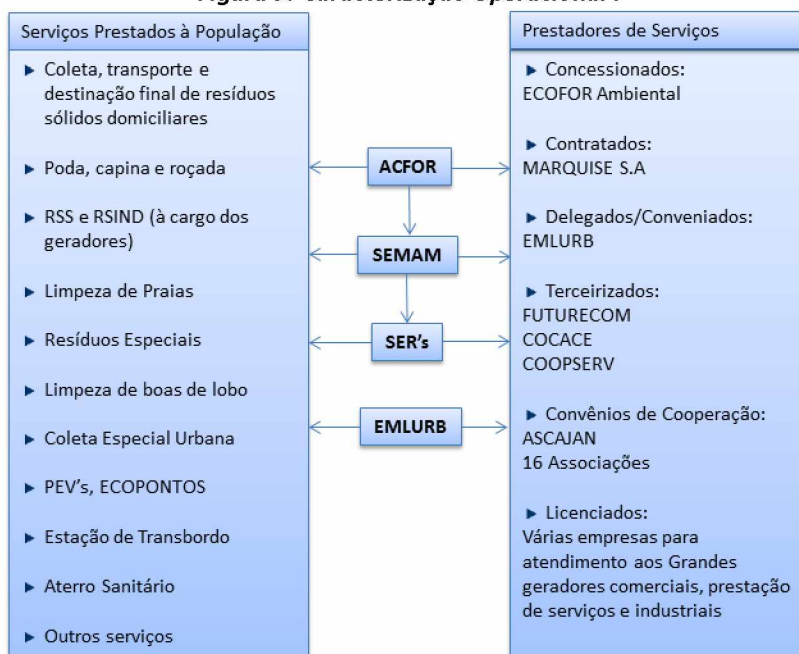 Serviços Prestados à População
► Coleta, transporte e
destinação final de resíduos
sólidos domiciliares
► Poda, capina e roçada
► RSS e RSIND (à cargo dos
geradores)
► Limpeza de Praias
► Resíduos Especiais
► Limpeza de boas de lobo
► Coleta Especial Urbana
► PEV's, ECOPONTOS
► Estação de Transbordo
► Aterro Sanitário
► Outros serviços
ACFOR
SEMAM
SER's
EMLURB
Prestadores de Serviços
► Concessionados:
ECOFOR Ambiental
► Contratados:
MARQUISE S.A
► Delegados/Conveniados:
EMLURB
► Terceirizados:
FUTURECOM
COCACE
COOPSERV
► Convênios de Cooperação:
ASCAJAN
16 Associações
► Licenciados:
Várias empresas para
atendimento aos Grandes
geradores comerciais, prestação
de serviços e industriais